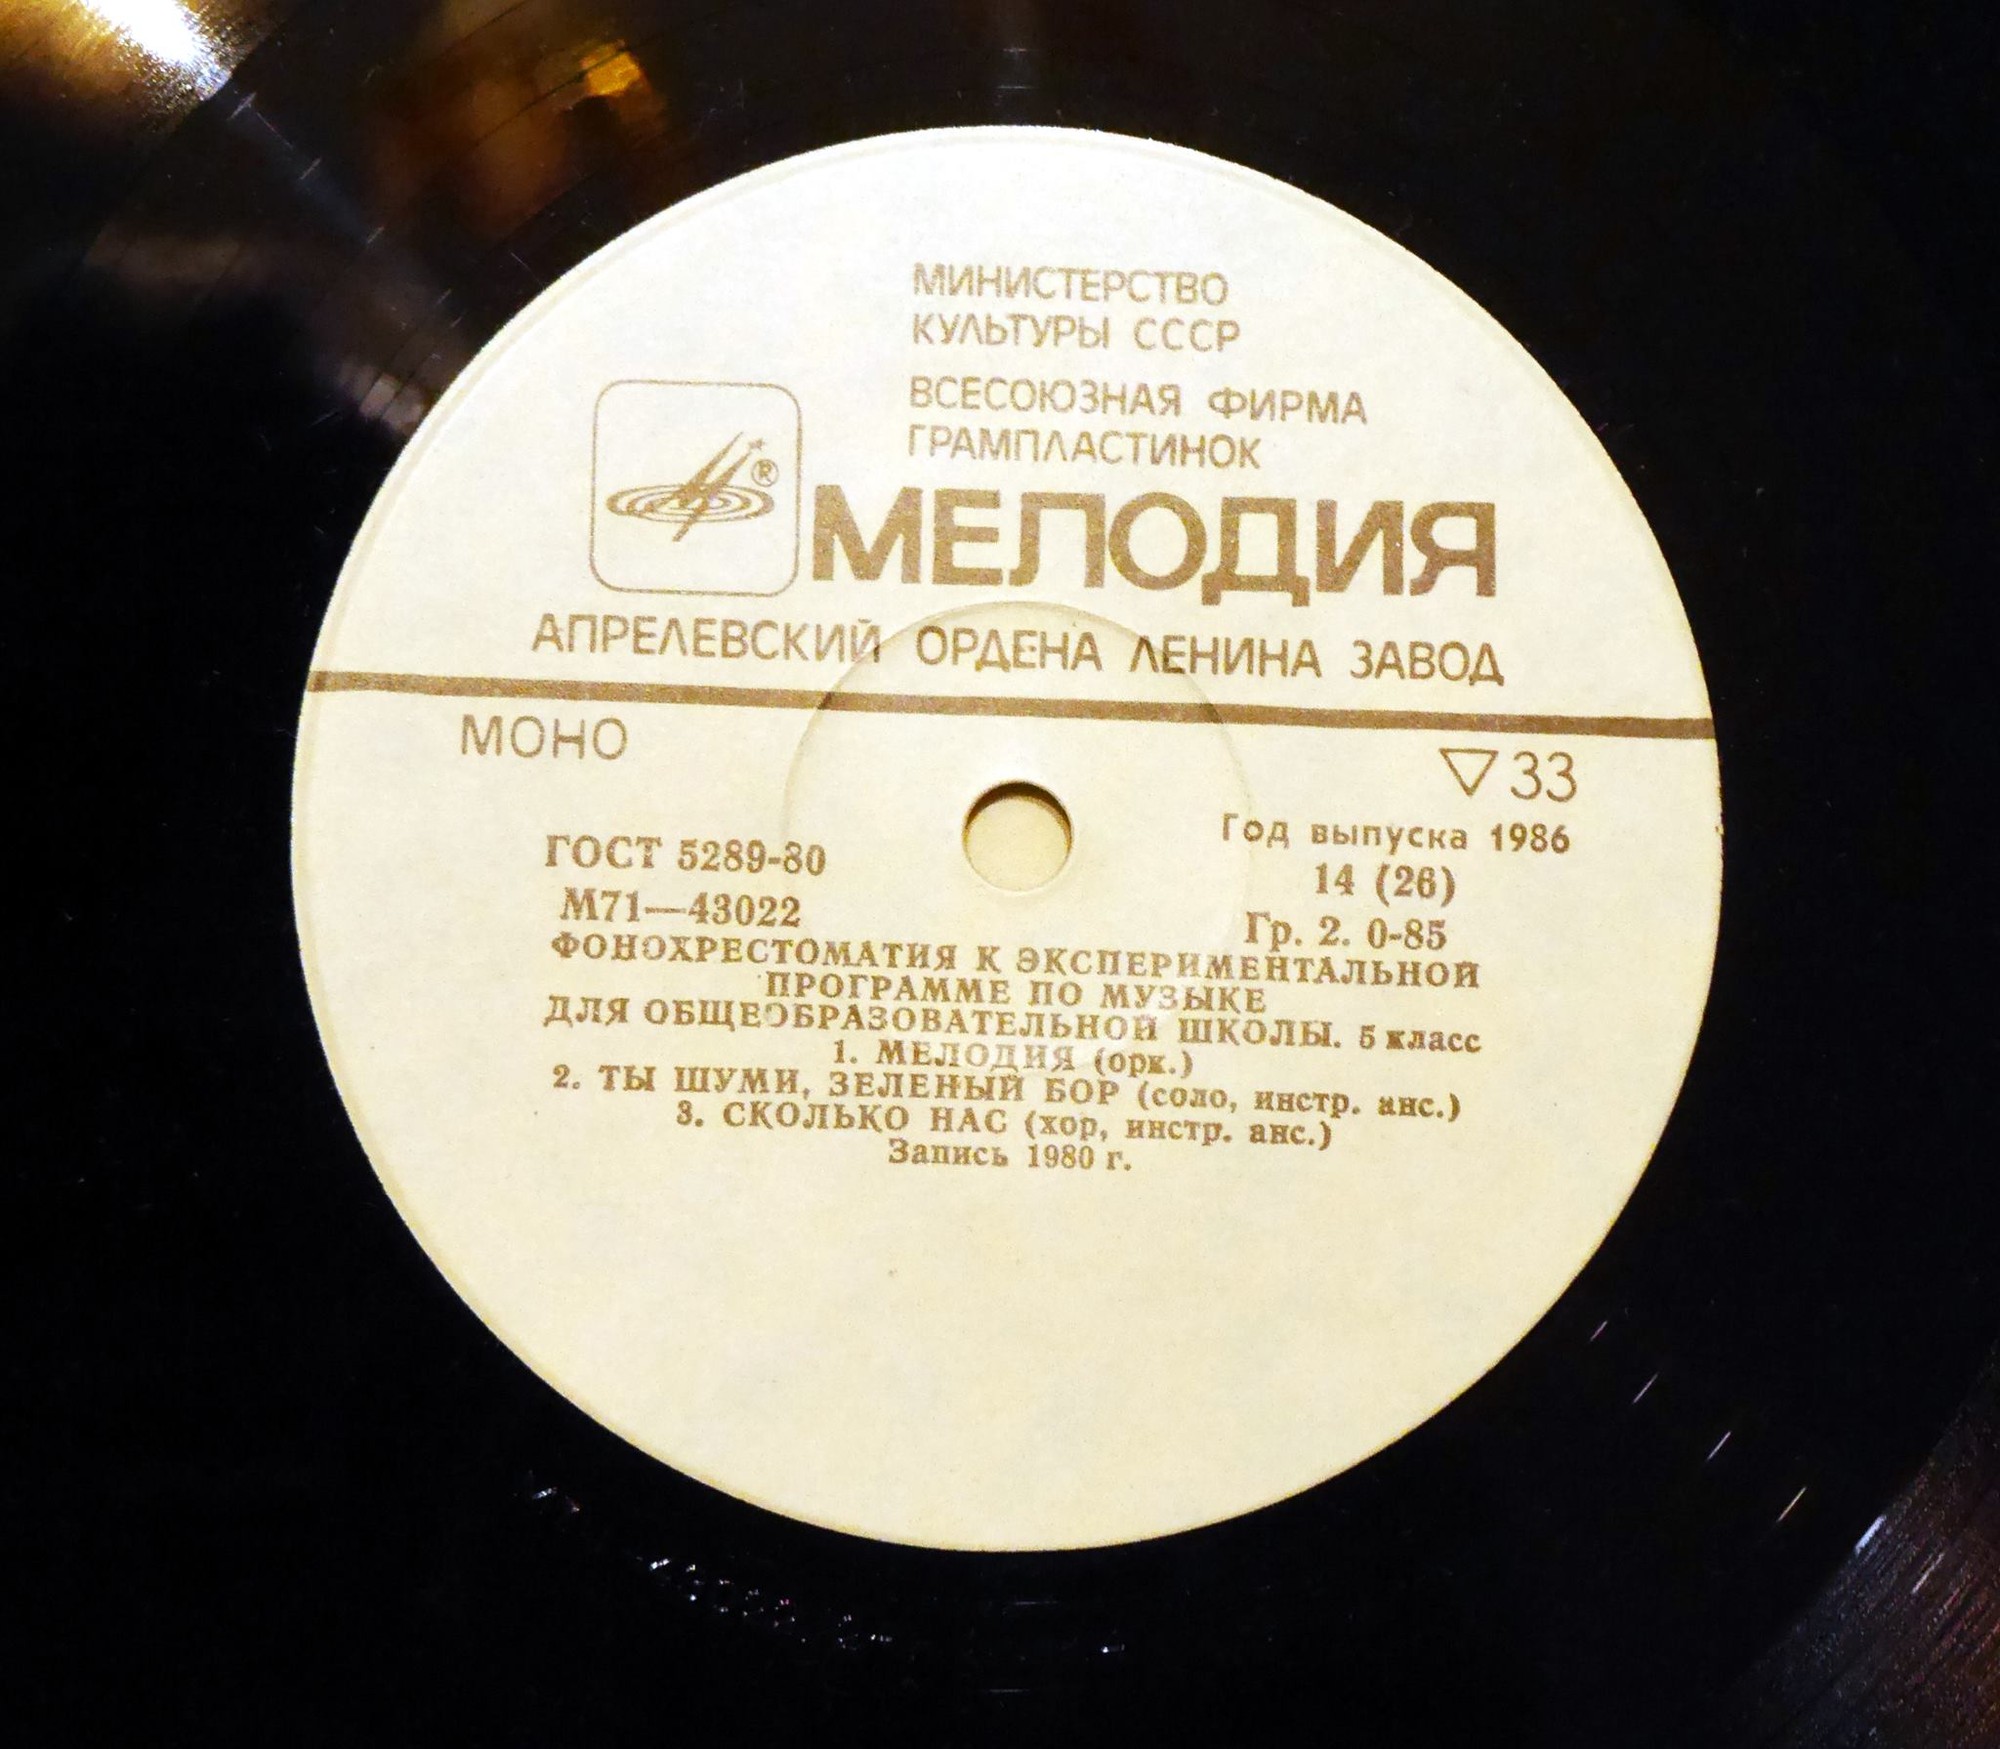 МИНИСТЕРСТВО
КУЛЬТУРЫ СССР
ВСЕСОЮЗНАЯ ФИРМА
ГРАМПЛАСТИНОК
®
МЕЛОДИЯ
АПРЕЛЕВСКИЙ ОРДЕНА ЛЕНИНА ЗАВОД
МОНО
▽33
ГОСТ 5289-80
Год выпуска 1986
14 (26)
М71—43022
Гр. 2. 0-85
ФОНОХРЕСТОМАТИЯ К ЭКСПЕРИМЕНТАЛЬНОЙ
ПРОГРАММЕ ПО МУЗЫКЕ
ДЛЯ ОБЩЕОБРАЗОВАТЕЛЬНОЙ ШКОЛЫ. 5 класс
1. МЕЛОДИЯ (орк.)
2. ТЫ ШУМИ, ЗЕЛЕНЫЙ БОР (соло, инстр. анс.)
3. СКОЛЬКО НАС (хор, инстр. анс.)
Запись 1980 г.